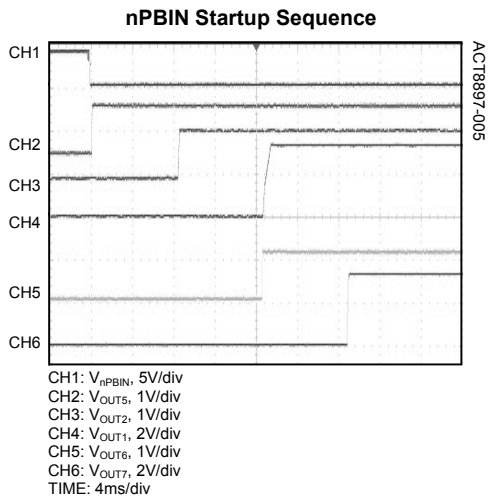 nPBIN Startup Sequence
CH1
CH2
CH3
CH4
CH5
CH6
ACT8897-005
CH1: VnPBIN, 5V/div
CH2: VOUT5, 1V/div
CH3: VOUT2, 1V/div
CH4: VOUT1, 2V/div
CH5: VOUT6, 1V/div
CH6: VOUT7, 2V/div
TIME: 4ms/div